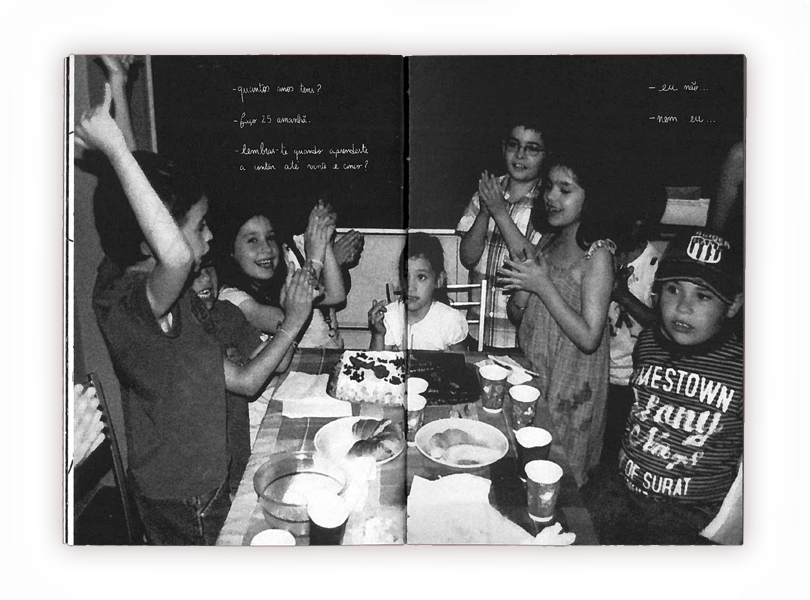 -quantos anos tens?
-faço 25 amanhã.
-lembras-te quando aprendeste
a contar até vinte e cinco?
- eu não...
- nem eu...
JAMESTOWN
OF SURAT